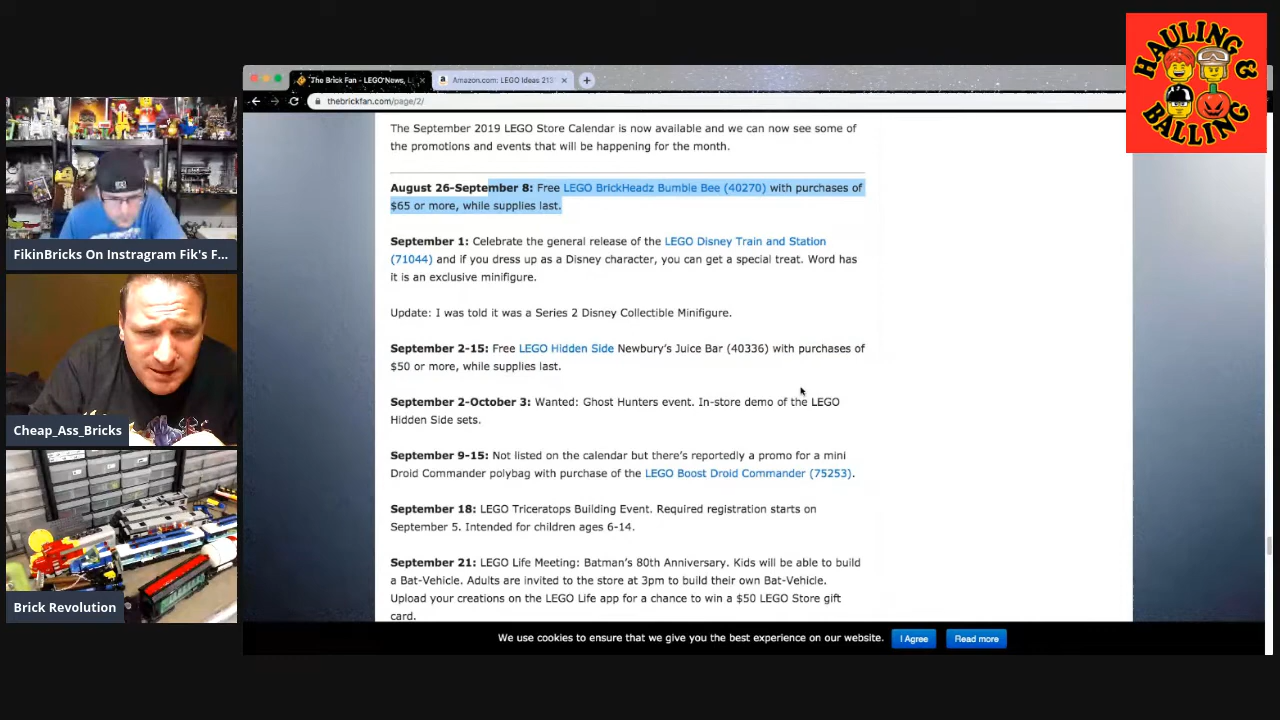 HAULING
BALLING
The Brick Fan - LEGO News, L
Amazon.com: LEGO Ideas 213
thebrickfan.com/page/2/
The September 2019 LEGO Store Calendar is now available and we can now see some of
the promotions and events that will be happening for the month.
August 26-September 8: Free LEGO BrickHeadz Bumble Bee (40270) with purchases of
$65 or more, while supplies last.
September 1: Celebrate the general release of the LEGO Disney Train and Station
(71044) and if you dress up as a Disney character, you can get a special treat. Word has
it is an exclusive minifigure.
Update: I was told it was a Series 2 Disney Collectible Minifigure.
September 2-15: Free LEGO Hidden Side Newbury's Juice Bar (40336) with purchases of
$50 or more, while supplies last.
September 2-October 3: Wanted: Ghost Hunters event. In-store demo of the LEGO
Hidden Side sets.
September 9-15: Not listed on the calendar but there's reportedly a promo for a mini
Droid Commander polybag with purchase of the LEGO Boost Droid Commander (75253).
September 18: LEGO Triceratops Building Event. Required registration starts on
September 5. Intended for children ages 6-14.
September 21: LEGO Life Meeting: Batman's 80th Anniversary. Kids will be able to build
a Bat-Vehicle. Adults are invited to the store at 3pm to build their own Bat-Vehicle.
Upload your creations on the LEGO Life app for a chance to win a $50 LEGO Store gift
card.
We use cookies to ensure that we give you the best experience on our website.
I Agree
Read more
FikinBricks On Instragram Fik's F...
Cheap_Ass_Bricks
Brick Revolution